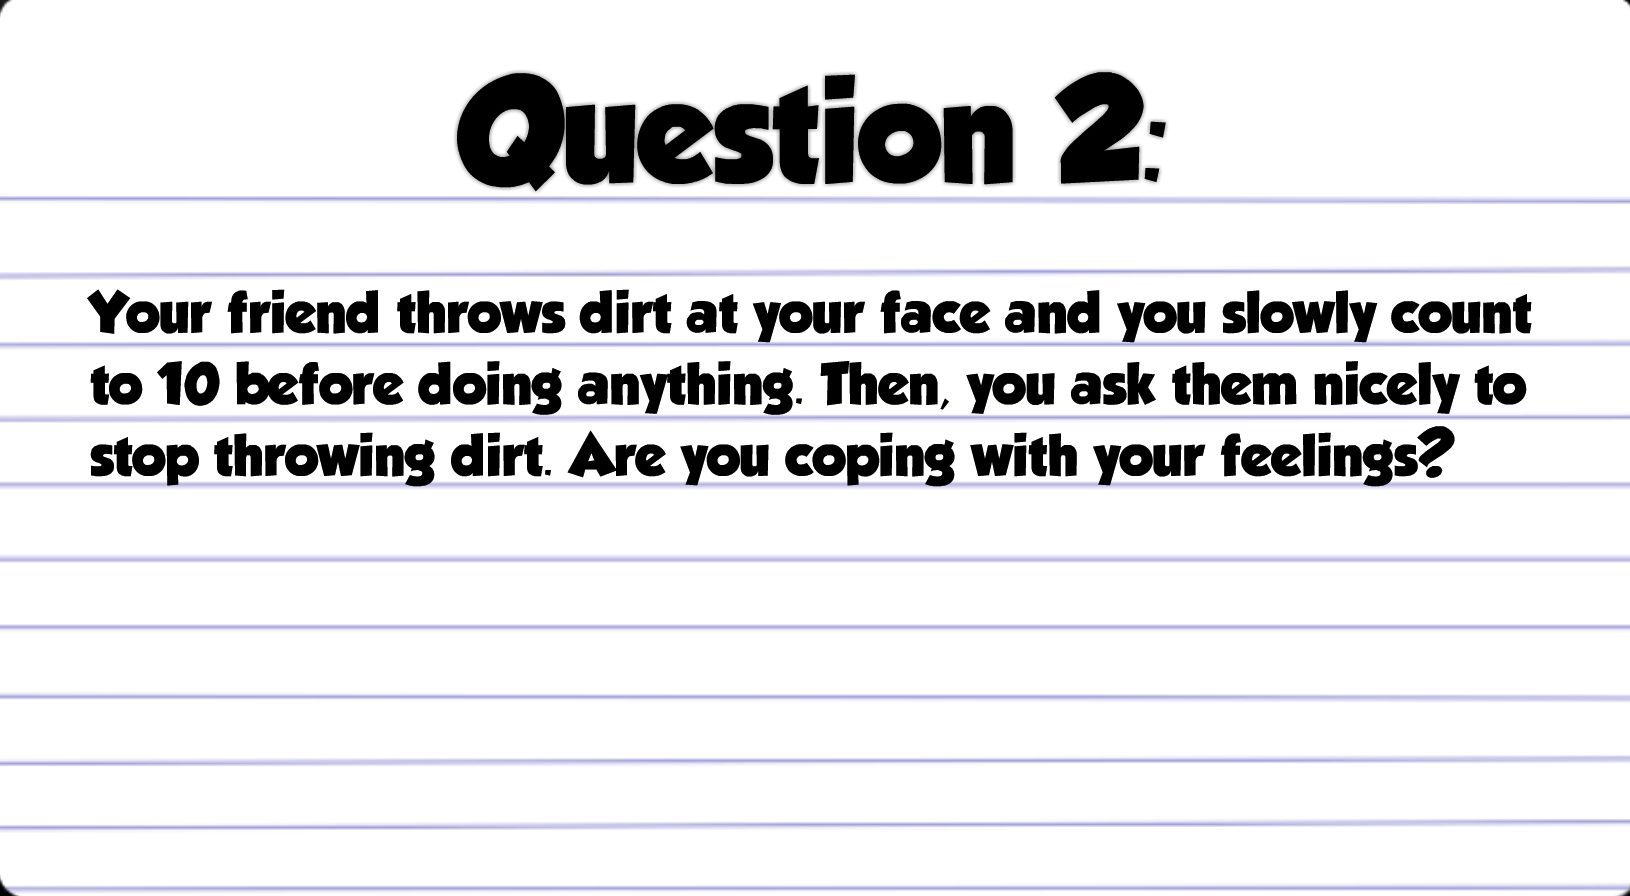 Question 2:
Your friend throws dirt at your face and you slowly count
to 10 before doing anything. Then, you ask them nicely to
stop throwing dirt. Are you coping with your feelings?